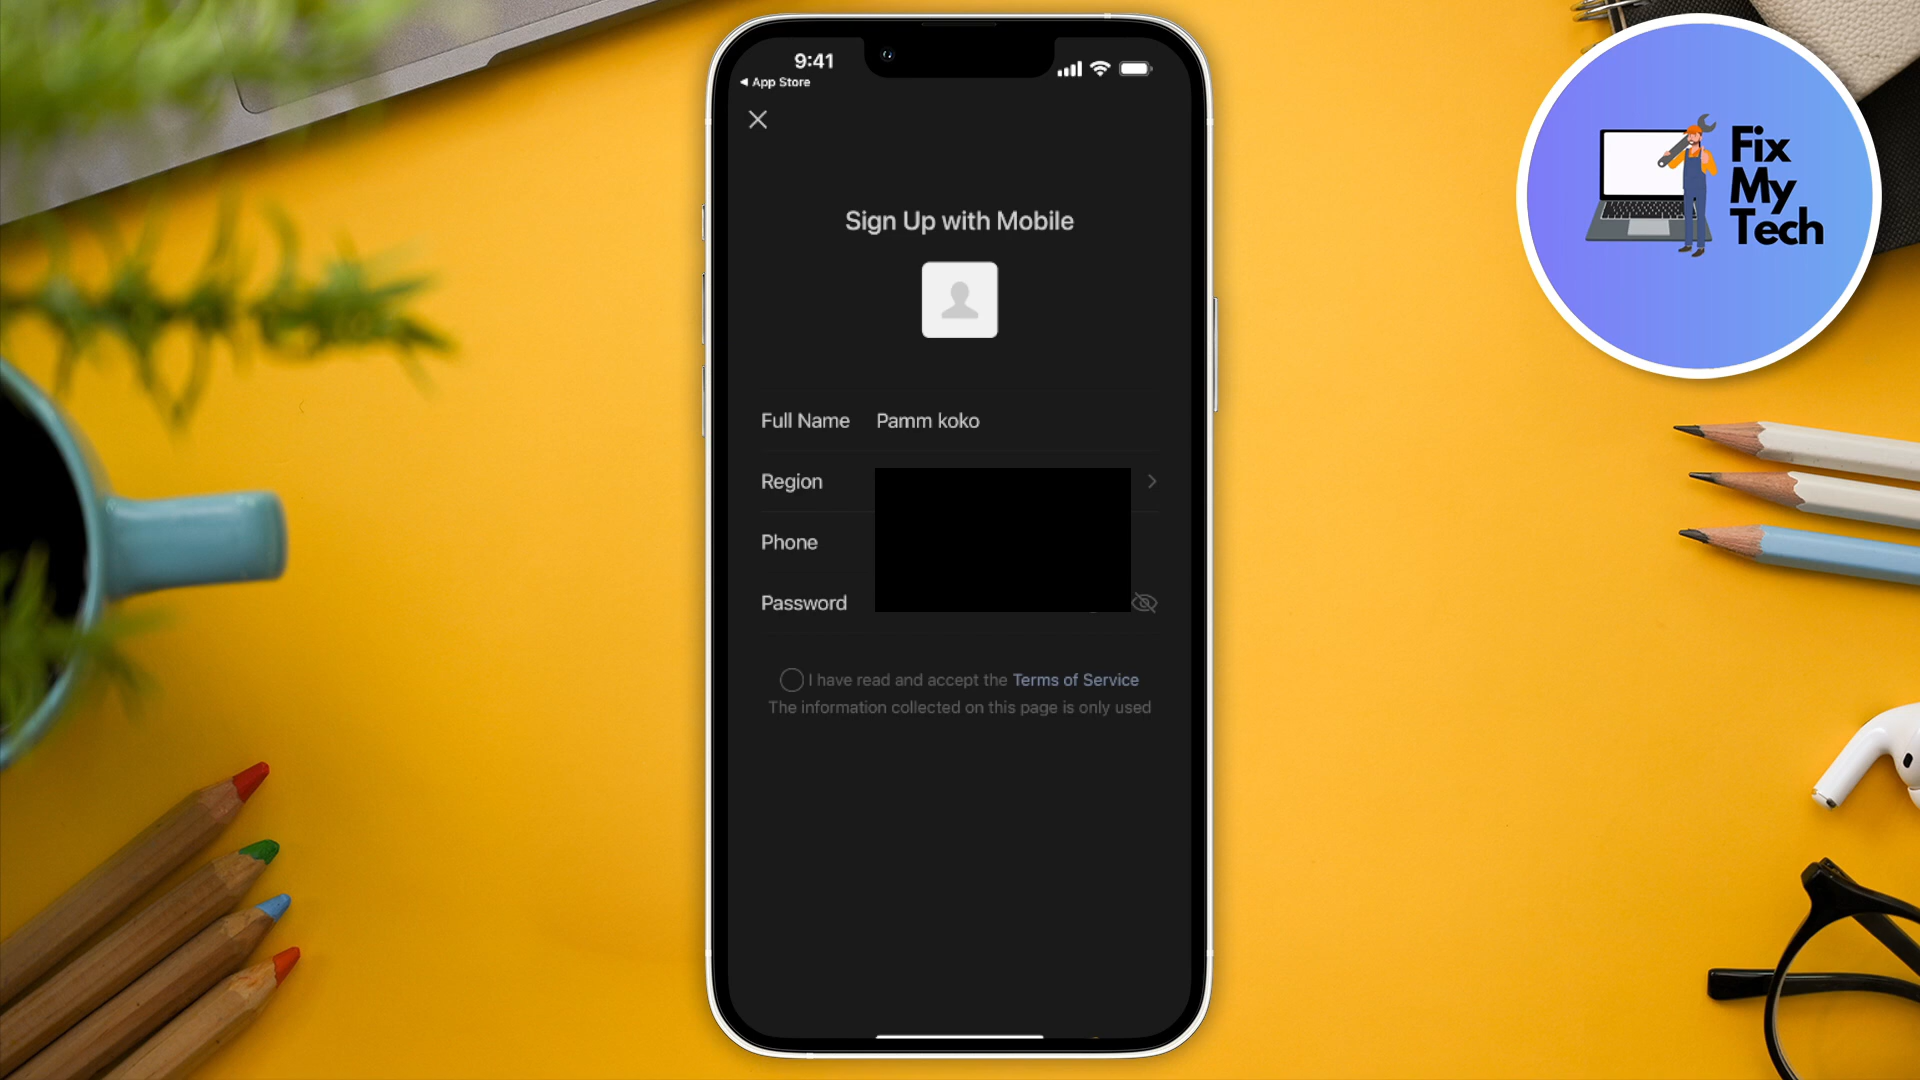 9:41
◀ App Store
Sign Up with Mobile
Full Name Pamm koko
Region
Phone
Password
I have read and accept the Terms of Service
The information collected on this page is only used
Fix
My
Tech